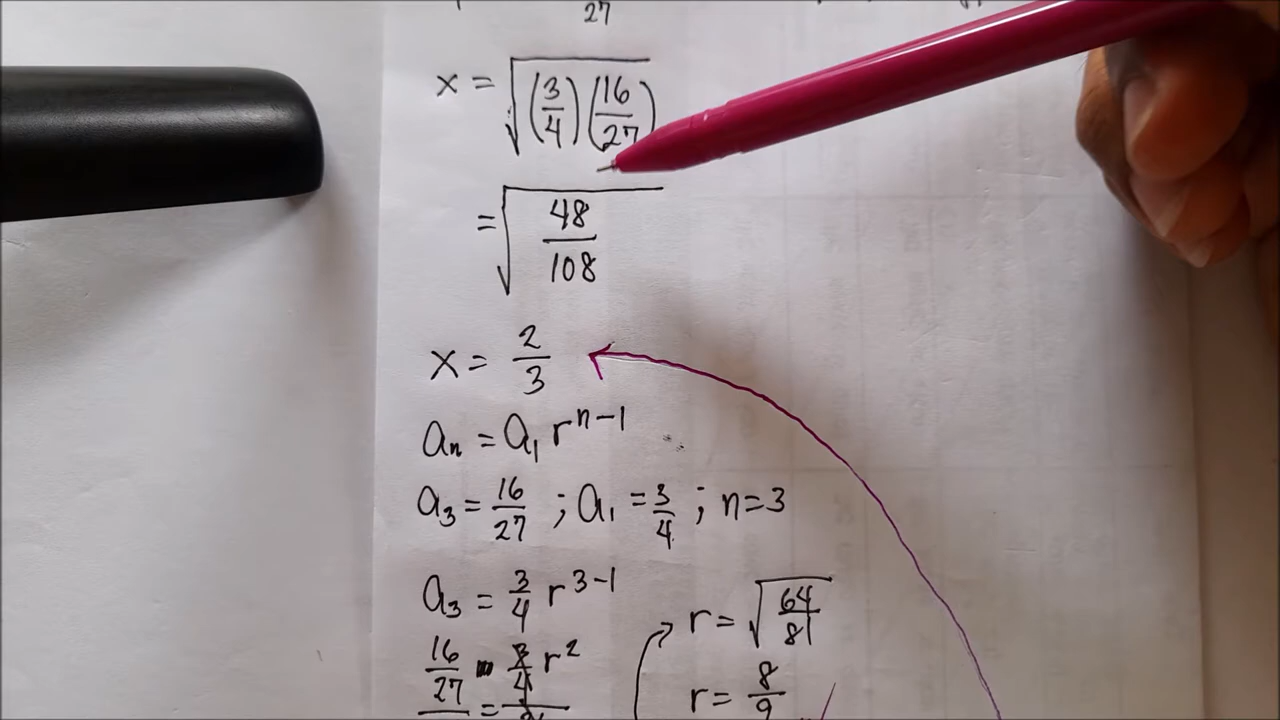 27
x = √(3/4)(16/27)
= √48/108
x = 2/3
aₙ = a₁ rⁿ⁻¹
a₃ = 16/27 ; a₁ = 3/4 ; n = 3
a₃ = 3/4 r³⁻¹
r = √64/81
16/27 = 3/4 r²
r = 8/9